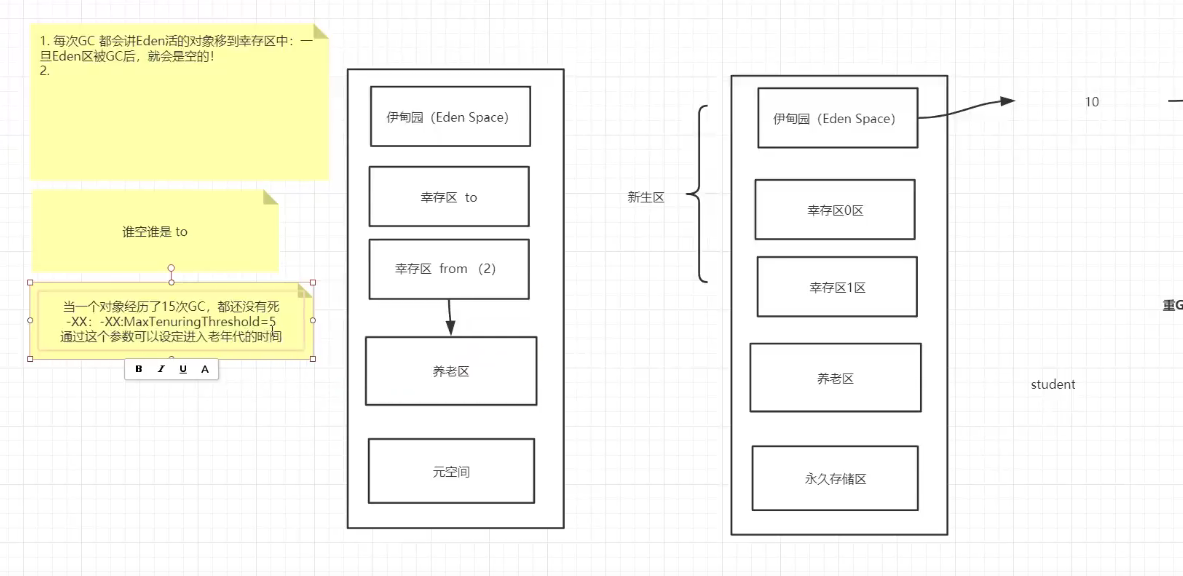 1. 每次GC 都会讲Eden活的对象移到幸存区中：一
旦Eden区被GC后，就会是空的！
2.
谁空谁是 to
当一个对象经历了15次GC，都还没有死
-XX：-XX:MaxTenuringThreshold=5
通过这个参数可以设定进入老年代的时间
B I U A
伊甸园（Eden Space）
幸存区 to
幸存区 from （2）
养老区
元空间
新生区
伊甸园（Eden Space）
幸存区0区
幸存区1区
养老区
永久存储区
10
重G
student